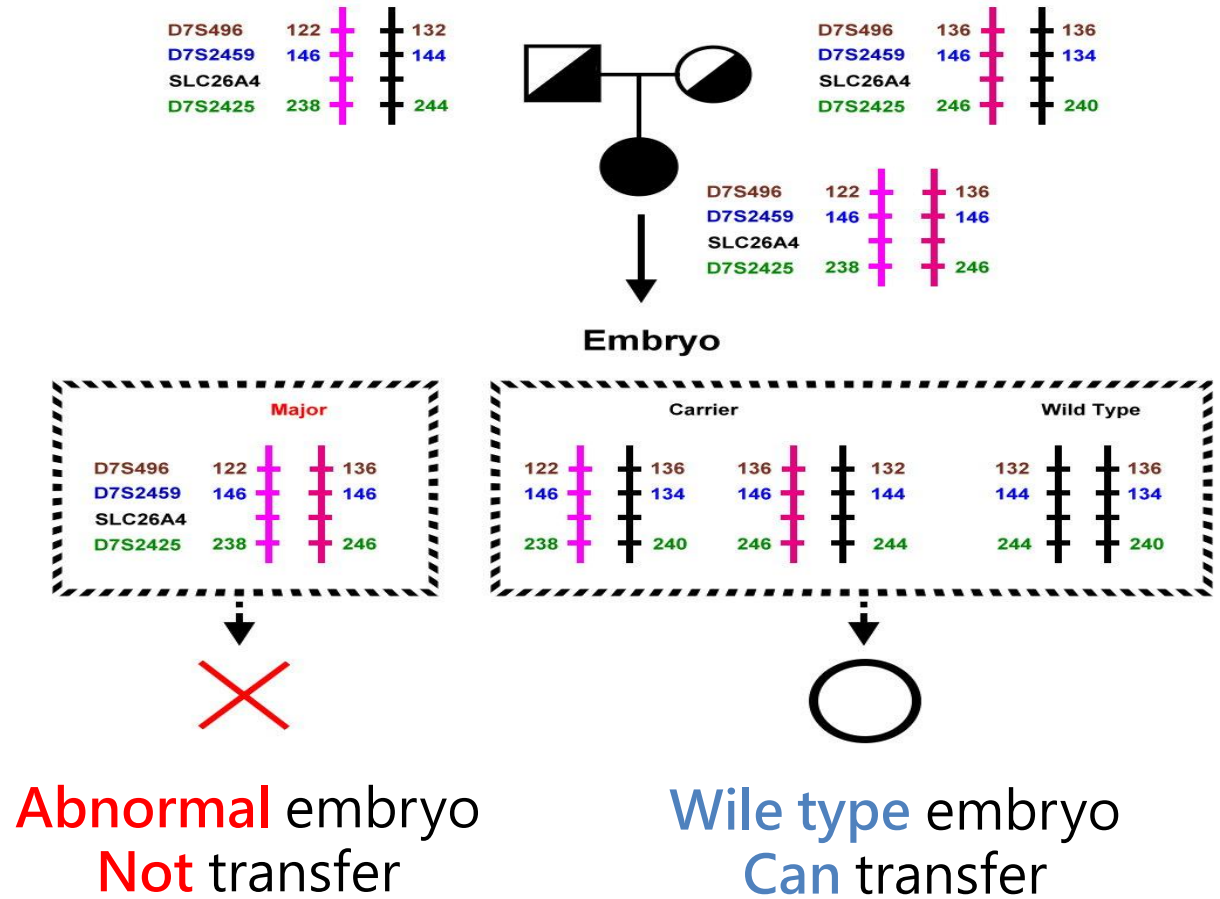 D7S496 122 132
D7S2459 146 144
SLC26A4
D7S2425 238 244
D7S496 136 136
D7S2459 146 134
SLC26A4
D7S2425 246 240
D7S496 122 136
D7S2459 146 146
SLC26A4
D7S2425 238 246
Embryo
Major
D7S496 122 136
D7S2459 146 146
SLC26A4
D7S2425 238 246
Carrier Wild Type
122 136 136 132 132 136
146 134 146 144 144 134
238 240 246 244 244 240
Abnormal embryo
Not transfer
Wile type embryo
Can transfer